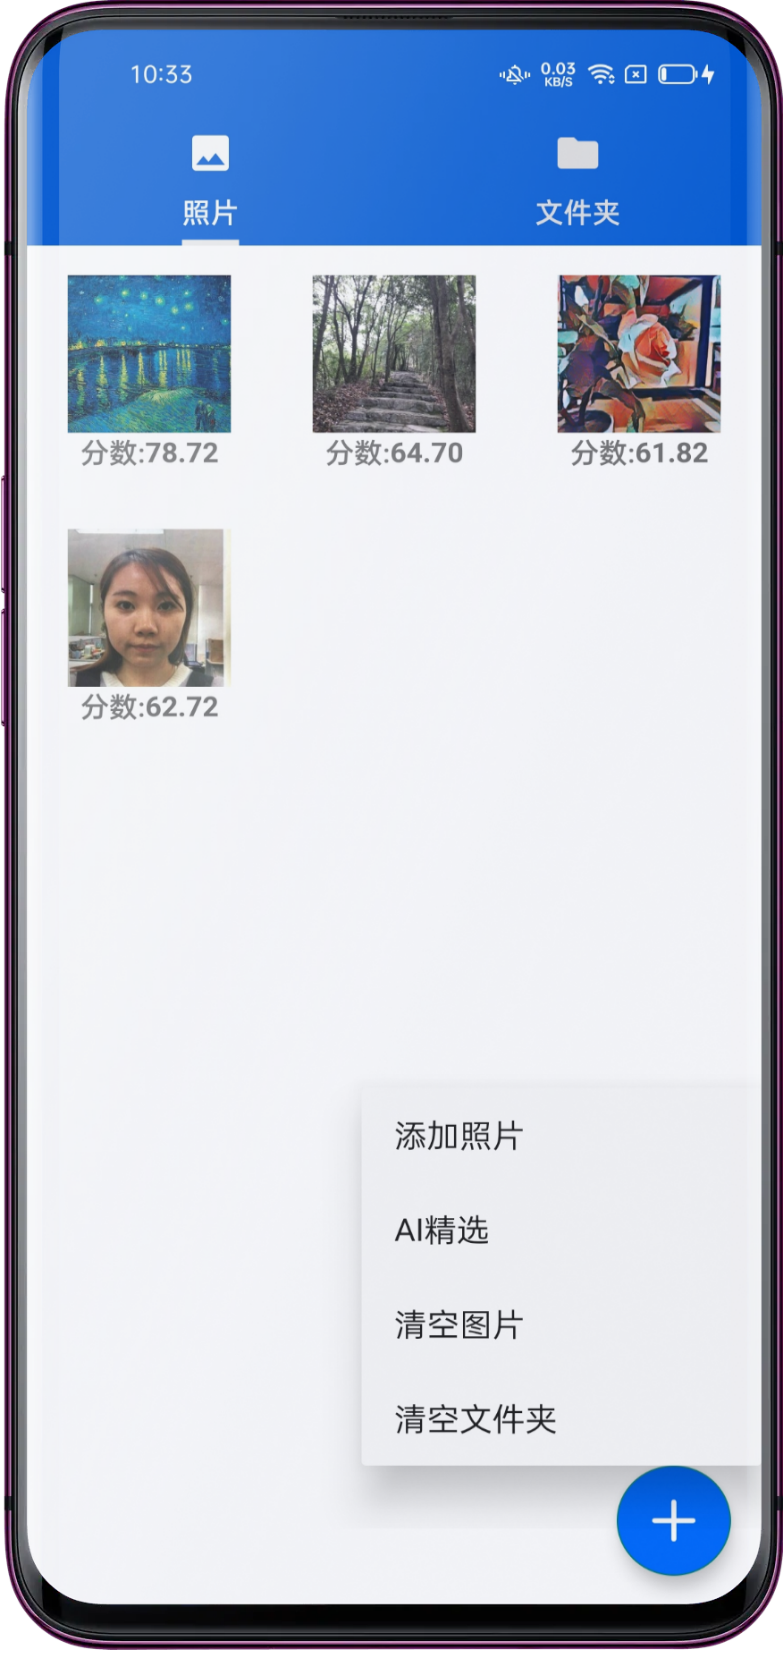 10:33
0.03
KB/S
照片
文件夹
分数:78.72
分数:64.70
分数:61.82
分数:62.72
添加照片
AI精选
清空图片
清空文件夹